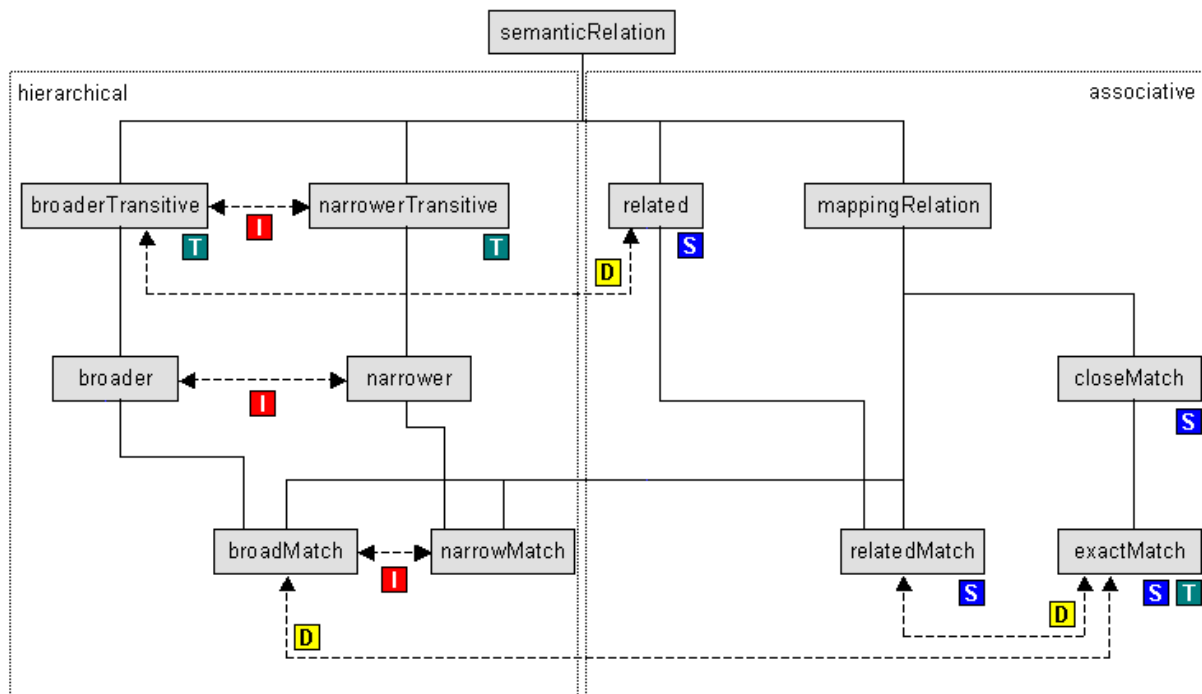 semanticRelation
hierarchical
associative
broaderTransitive
I
narrowerTransitive
related
mappingRelation
T
T
S
D
broader
I
narrower
closeMatch
S
broadMatch
I
narrowMatch
relatedMatch
exactMatch
S
S
T
D
D